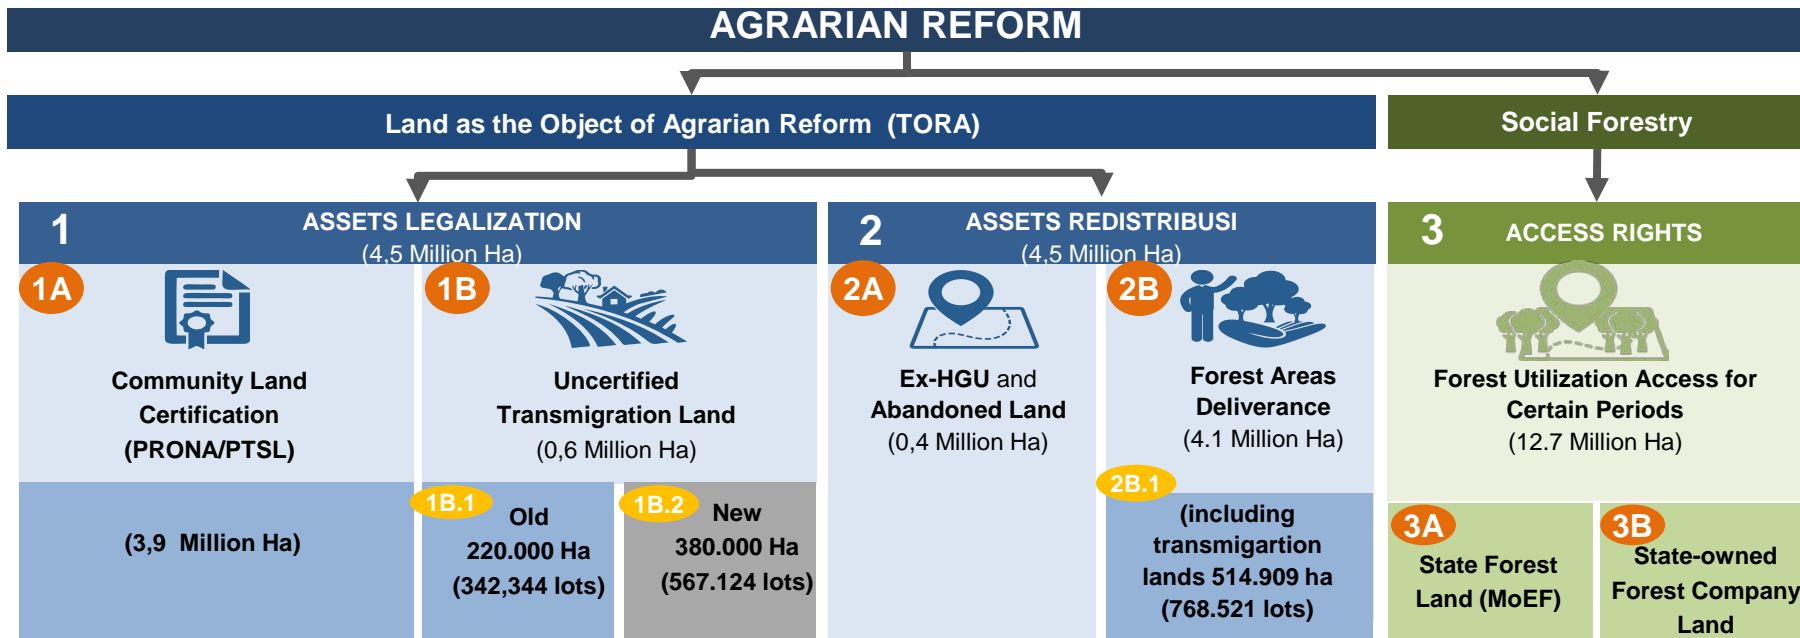 AGRARIAN REFORM
Land as the Object of Agrarian Reform (TORA)
Social Forestry
1
ASSETS LEGALIZATION
(4,5 Million Ha)
2
ASSETS REDISTRIBUSI
(4,5 Million Ha)
3
ACCESS RIGHTS
1A
Community Land
Certification
(PRONA/PTSL)
(3,9 Million Ha)
1B
Uncertified
Transmigration Land
(0,6 Million Ha)
1B.1
Old
220.000 Ha
(342,344 lots)
1B.2
New
380.000 Ha
(567.124 lots)
2A
Ex-HGU and
Abandoned Land
(0,4 Million Ha)
2B
Forest Areas
Deliverance
(4.1 Million Ha)
2B.1
(including
transmigartion
lands 514.909 ha
(768.521 lots)
Forest Utilization Access for
Certain Periods
(12.7 Million Ha)
3A
State Forest
Land (MoEF)
3B
State-owned
Forest Company
Land